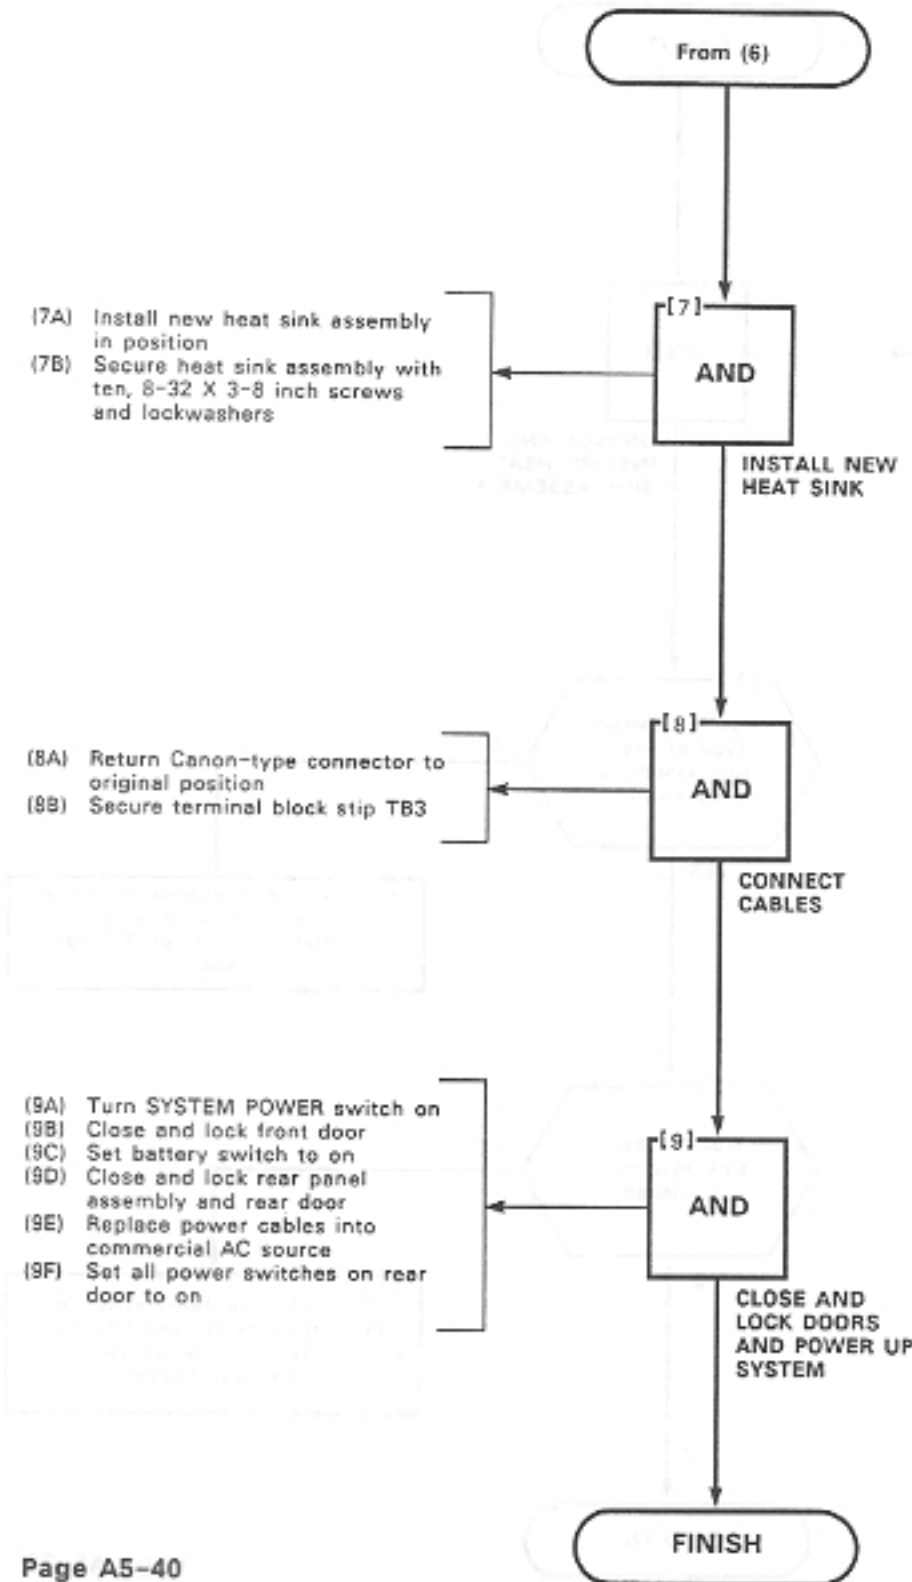 From (6)
(7A) Install new heat sink assembly
in position
(7B) Secure heat sink assembly with
ten, 8-32 X 3-8 inch screws
and lockwashers
[7]
AND
INSTALL NEW
HEAT SINK
(8A) Return Canon-type connector to
original position
(8B) Secure terminal block stip TB3
[8]
AND
CONNECT
CABLES
(9A) Turn SYSTEM POWER switch on
(9B) Close and lock front door
(9C) Set battery switch to on
(9D) Close and lock rear panel
assembly and rear door
(9E) Replace power cables into
commercial AC source
(9F) Set all power switches on rear
door to on
[9]
AND
CLOSE AND
LOCK DOORS
AND POWER UP
SYSTEM
FINISH
Page A5-40